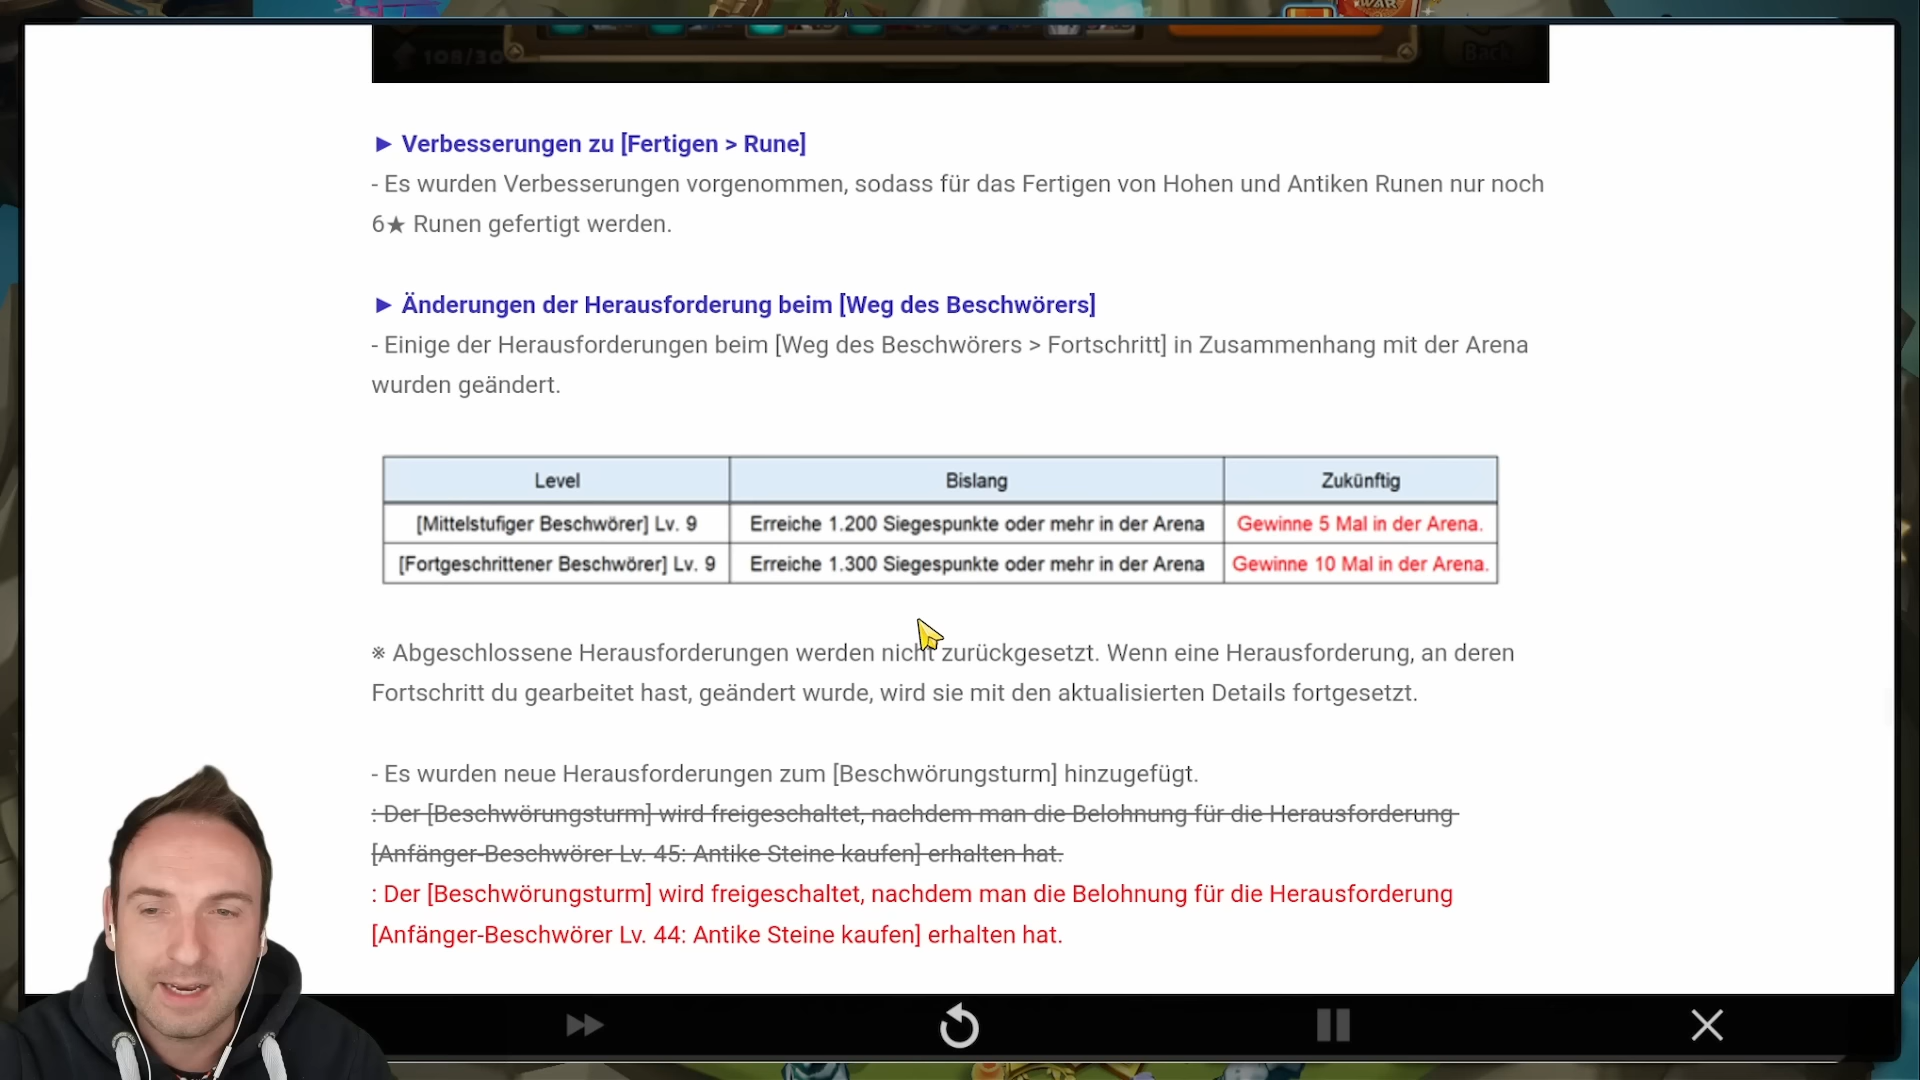 WAR
108/30
Back
► Verbesserungen zu [Fertigen > Rune]
- Es wurden Verbesserungen vorgenommen, sodass für das Fertigen von Hohen und Antiken Runen nur noch
6★ Runen gefertigt werden.
► Änderungen der Herausforderung beim [Weg des Beschwörers]
- Einige der Herausforderungen beim [Weg des Beschwörers > Fortschritt] in Zusammenhang mit der Arena
wurden geändert.
Level Bislang Zukünftig
[Mittelstufiger Beschwörer] Lv. 9 Erreiche 1.200 Siegespunkte oder mehr in der Arena Gewinne 5 Mal in der Arena.
[Fortgeschrittener Beschwörer] Lv. 9 Erreiche 1.300 Siegespunkte oder mehr in der Arena Gewinne 10 Mal in der Arena.
※ Abgeschlossene Herausforderungen werden nicht zurückgesetzt. Wenn eine Herausforderung, an deren
Fortschritt du gearbeitet hast, geändert wurde, wird sie mit den aktualisierten Details fortgesetzt.
- Es wurden neue Herausforderungen zum [Beschwörungsturm] hinzugefügt.
: Der [Beschwörungsturm] wird freigeschaltet, nachdem man die Belohnung für die Herausforderung
[Anfänger-Beschwörer Lv. 45: Antike Steine kaufen] erhalten hat.
: Der [Beschwörungsturm] wird freigeschaltet, nachdem man die Belohnung für die Herausforderung
[Anfänger-Beschwörer Lv. 44: Antike Steine kaufen] erhalten hat.